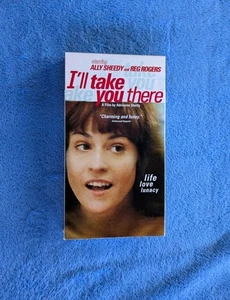 starring
ALLY SHEEDY and REG ROGERS
I'll take
you there
A Film by Adrienne Shelly
"Charming and funny."
life
love
lunacy